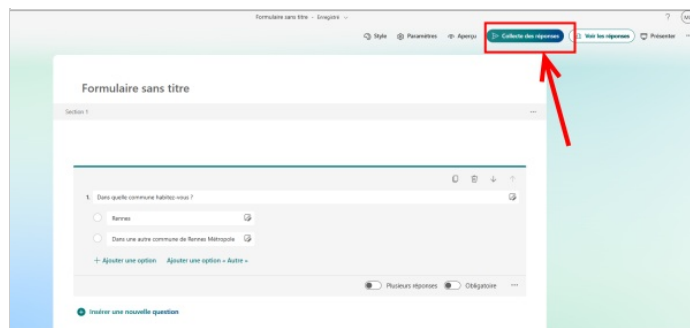 Formulaire sans titre - Enregistré
?
Style Paramètres Aperçu Collecte des réponses Voir les réponses Présenter ...
Formulaire sans titre
Section 1
...
1. Dans quelle commune habitez-vous ?
Rennes
Dans une autre commune de Rennes Métropole
+ Ajouter une option Ajouter une option « Autre »
Plusieurs réponses Obligatoire ...
Insérer une nouvelle question